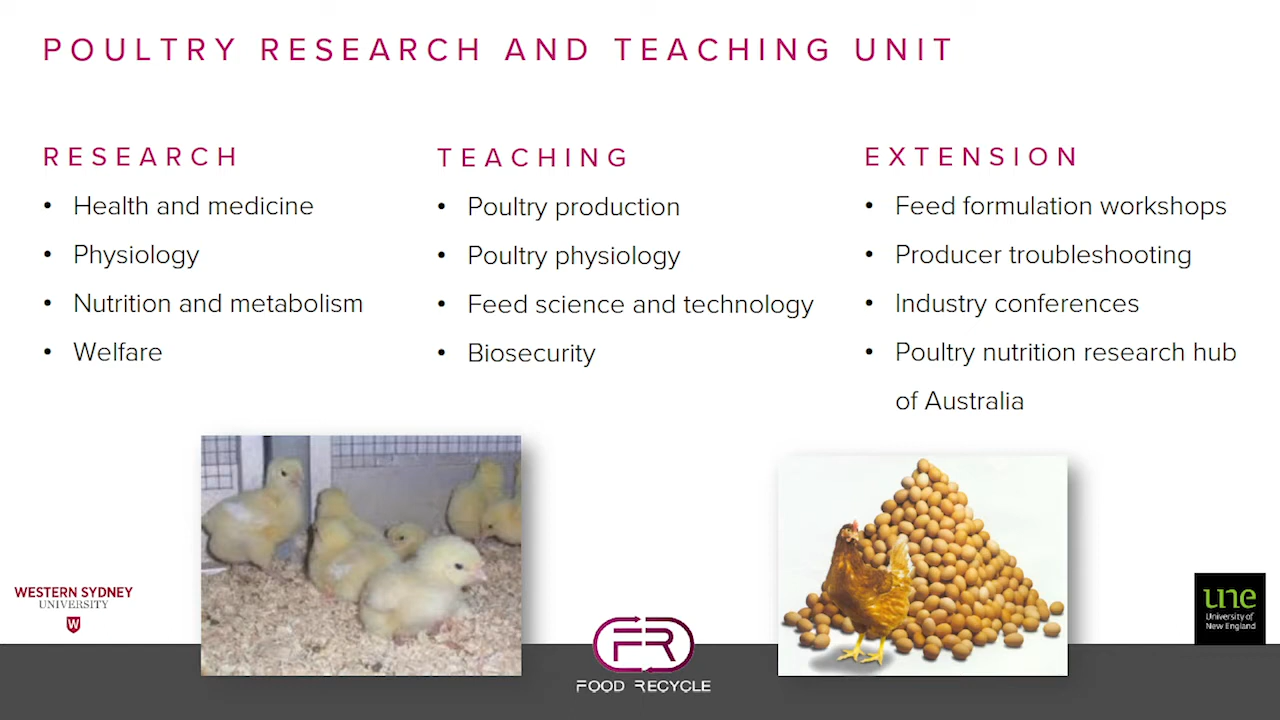 POULTRY RESEARCH AND TEACHING UNIT
RESEARCH
• Health and medicine
• Physiology
• Nutrition and metabolism
• Welfare
TEACHING
• Poultry production
• Poultry physiology
• Feed science and technology
• Biosecurity
EXTENSION
• Feed formulation workshops
• Producer troubleshooting
• Industry conferences
• Poultry nutrition research hub
of Australia
WESTERN SYDNEY
UNIVERSITY
W
FR
FOOD RECYCLE
une
University of
New England